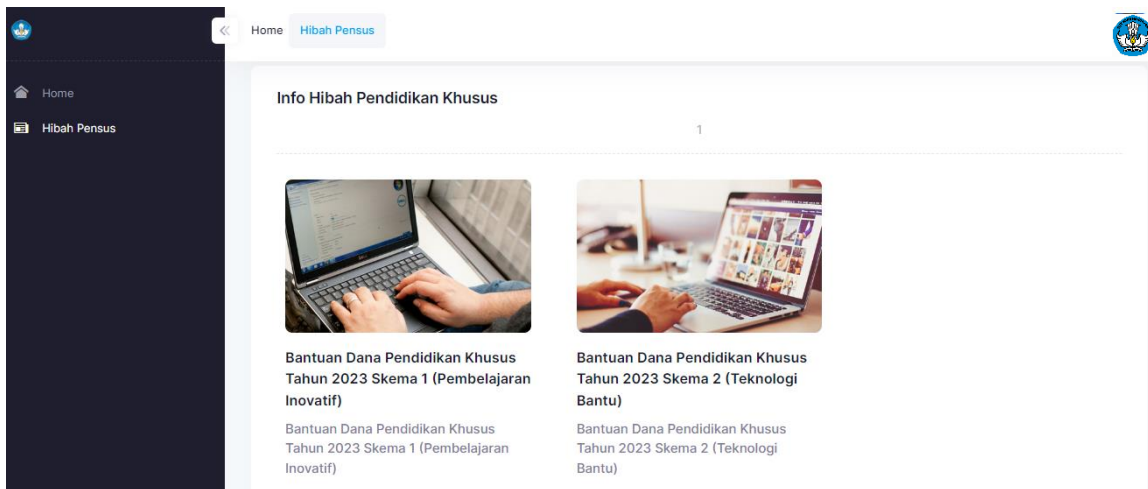 Home Hibah Pensus
Home
Hibah Pensus
Info Hibah Pendidikan Khusus
1
Bantuan Dana Pendidikan Khusus
Tahun 2023 Skema 1 (Pembelajaran
Inovatif)
Bantuan Dana Pendidikan Khusus
Tahun 2023 Skema 1 (Pembelajaran
Inovatif)
Bantuan Dana Pendidikan Khusus
Tahun 2023 Skema 2 (Teknologi
Bantu)
Bantuan Dana Pendidikan Khusus
Tahun 2023 Skema 2 (Teknologi
Bantu)